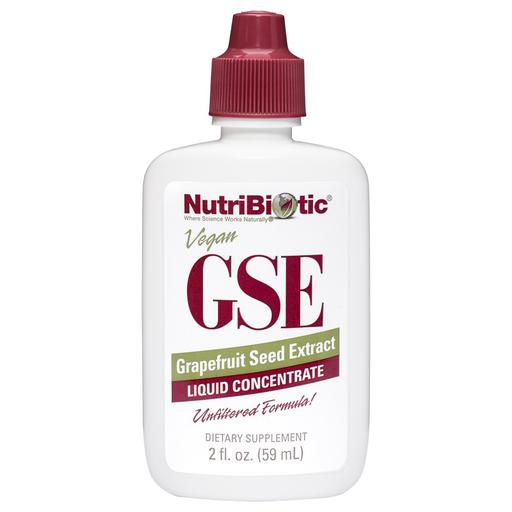 NutriBiotic®
Where Science Works Naturally®
Vegan
GSE
Grapefruit Seed Extract
LIQUID CONCENTRATE
Unfiltered Formula!
DIETARY SUPPLEMENT
2 fl. oz. (59 mL)